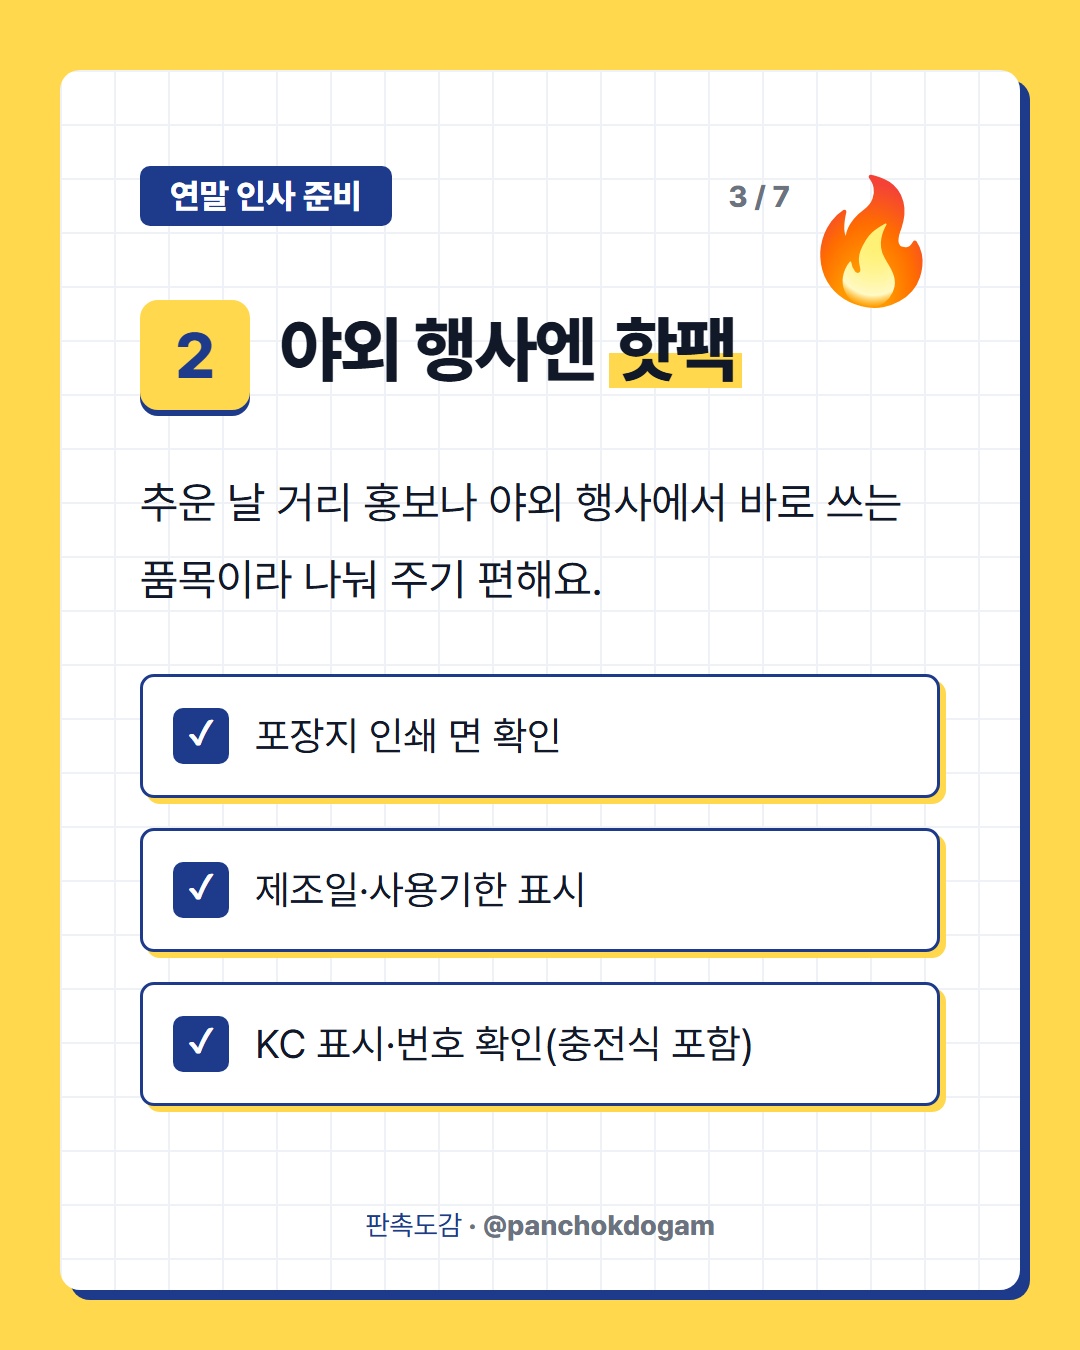 연말 인사 준비
3 / 7
2
야외 행사엔 핫팩
추운 날 거리 홍보나 야외 행사에서 바로 쓰는
품목이라 나눠 주기 편해요.
포장지 인쇄 면 확인
제조일·사용기한 표시
KC 표시·번호 확인(충전식 포함)
판촉도감 · @panchokdogam